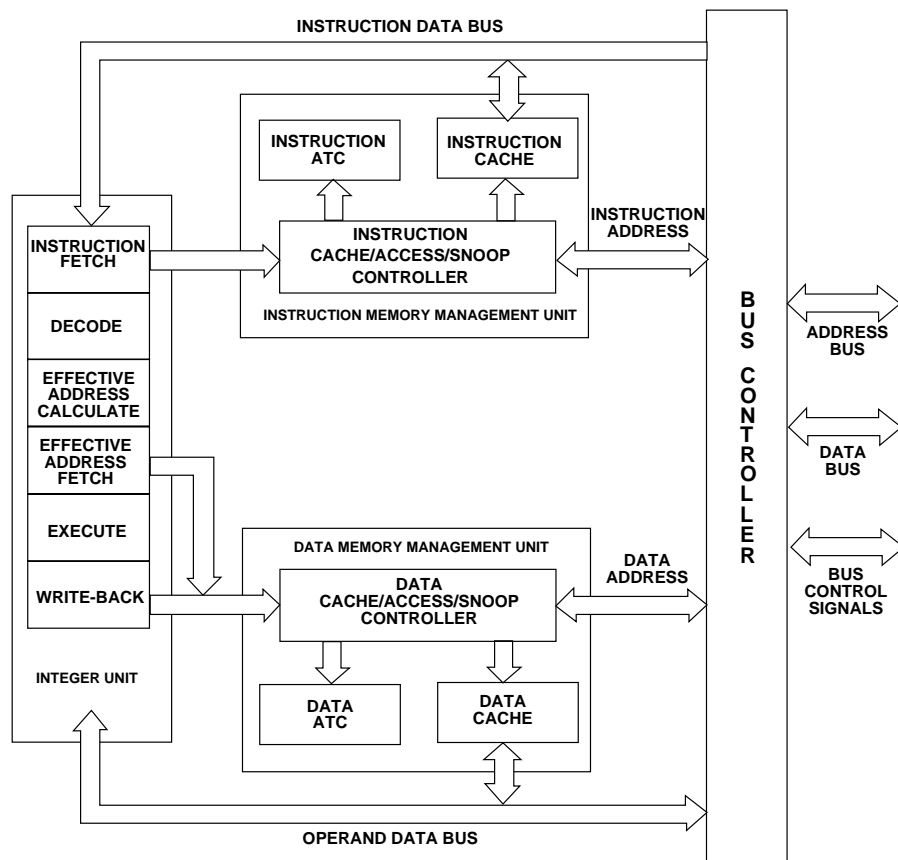 INSTRUCTION DATA BUS
INSTRUCTION
ATC
INSTRUCTION
CACHE
INSTRUCTION
ADDRESS
INSTRUCTION
FETCH
INSTRUCTION
CACHE/ACCESS/SNOOP
CONTROLLER
INSTRUCTION MEMORY MANAGEMENT UNIT
DECODE
EFFECTIVE
ADDRESS
CALCULATE
EFFECTIVE
ADDRESS
FETCH
EXECUTE
WRITE-BACK
INTEGER UNIT
DATA MEMORY MANAGEMENT UNIT
DATA
CACHE/ACCESS/SNOOP
CONTROLLER
DATA
ADDRESS
DATA
ATC
DATA
CACHE
OPERAND DATA BUS
BUS CONTROLLER
ADDRESS
BUS
DATA
BUS
BUS
CONTROL
SIGNALS